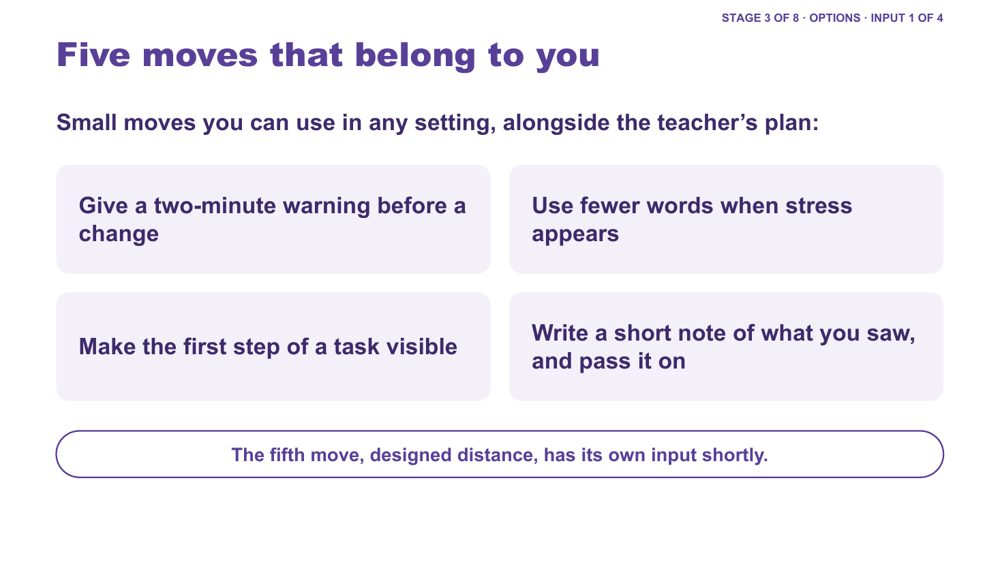 STAGE 3 OF 8 · OPTIONS · INPUT 1 OF 4
Five moves that belong to you
Small moves you can use in any setting, alongside the teacher’s plan:
Give a two-minute warning before a
change
Use fewer words when stress
appears
Make the first step of a task visible
Write a short note of what you saw,
and pass it on
The fifth move, designed distance, has its own input shortly.